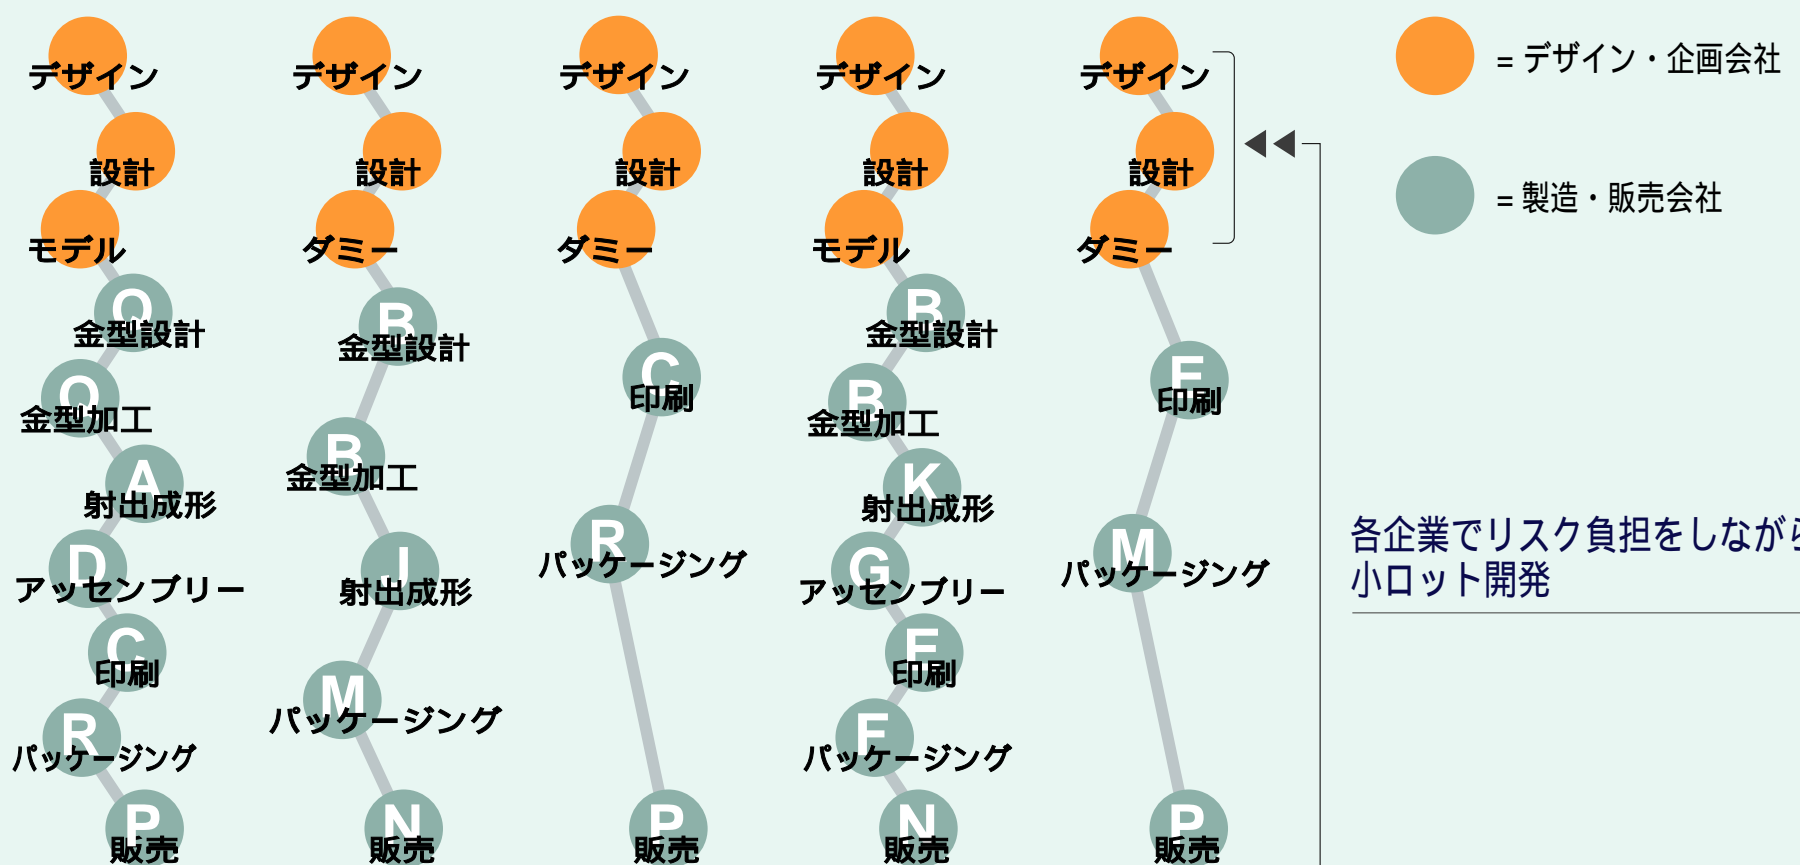 デザイン
設計
モデル
Q
金型設計
Q
金型加工
A
射出成形
D
アッセンブリー
C
印刷
R
パッケージング
P
販売
デザイン
設計
ダミー
B
金型設計
B
金型加工
J
射出成形
M
パッケージング
N
販売
デザイン
設計
ダミー
C
印刷
R
パッケージング
P
販売
デザイン
設計
モデル
B
金型設計
B
金型加工
K
射出成形
G
アッセンブリー
印刷
F
パッケージング
N
販売
デザイン
設計
ダミー
印刷
M
パッケージング
P
販売
= デザイン・企画会社
= 製造・販売会社
各企業でリスク負担をしながら
小ロット開発